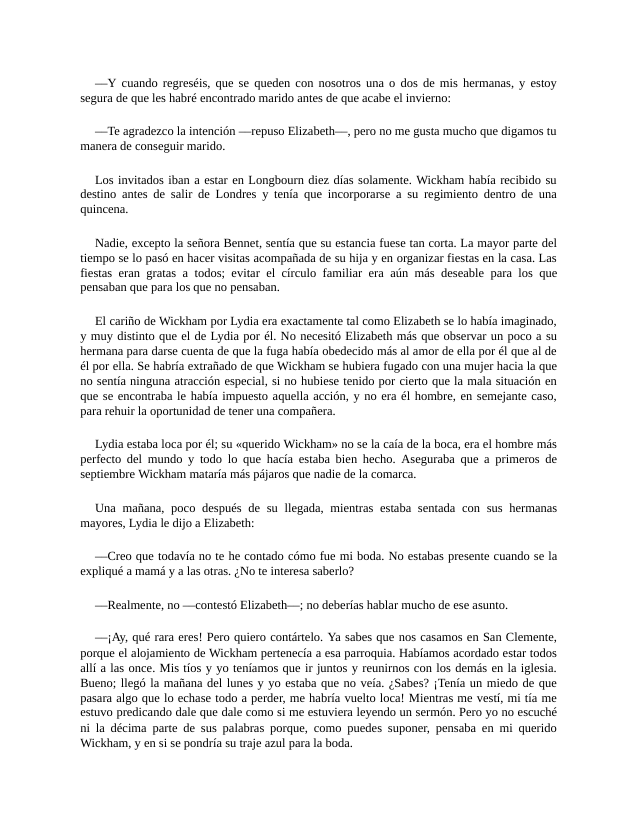 —Y cuando regreséis, que se queden con nosotros una o dos de mis hermanas, y estoy
segura de que les habré encontrado marido antes de que acabe el invierno:
—Te agradezco la intención —repuso Elizabeth—, pero no me gusta mucho que digamos tu
manera de conseguir marido.
Los invitados iban a estar en Longbourn diez días solamente. Wickham había recibido su
destino antes de salir de Londres y tenía que incorporarse a su regimiento dentro de una
quincena.
Nadie, excepto la señora Bennet, sentía que su estancia fuese tan corta. La mayor parte del
tiempo se lo pasó en hacer visitas acompañada de su hija y en organizar fiestas en la casa. Las
fiestas eran gratas a todos; evitar el círculo familiar era aún más deseable para los que
pensaban que para los que no pensaban.
El cariño de Wickham por Lydia era exactamente tal como Elizabeth se lo había imaginado,
y muy distinto que el de Lydia por él. No necesitó Elizabeth más que observar un poco a su
hermana para darse cuenta de que la fuga había obedecido más al amor de ella por él que al de
él por ella. Se habría extrañado de que Wickham se hubiera fugado con una mujer hacia la que
no sentía ninguna atracción especial, si no hubiese tenido por cierto que la mala situación en
que se encontraba le había impuesto aquella acción, y no era él hombre, en semejante caso,
para rehuir la oportunidad de tener una compañera.
Lydia estaba loca por él; su «querido Wickham» no se la caía de la boca, era el hombre más
perfecto del mundo y todo lo que hacía estaba bien hecho. Aseguraba que a primeros de
septiembre Wickham mataría más pájaros que nadie de la comarca.
Una mañana, poco después de su llegada, mientras estaba sentada con sus hermanas
mayores, Lydia le dijo a Elizabeth:
—Creo que todavía no te he contado cómo fue mi boda. No estabas presente cuando se la
expliqué a mamá y a las otras. ¿No te interesa saberlo?
—Realmente, no —contestó Elizabeth—; no deberías hablar mucho de ese asunto.
—¡Ay, qué rara eres! Pero quiero contártelo. Ya sabes que nos casamos en San Clemente,
porque el alojamiento de Wickham pertenecía a esa parroquia. Habíamos acordado estar todos
allí a las once. Mis tíos y yo teníamos que ir juntos y reunirnos con los demás en la iglesia.
Bueno; llegó la mañana del lunes y yo estaba que no veía. ¿Sabes? ¡Tenía un miedo de que
pasara algo que lo echase todo a perder, me habría vuelto loca! Mientras me vestí, mi tía me
estuvo predicando dale que dale como si me estuviera leyendo un sermón. Pero yo no escuché
ni la décima parte de sus palabras porque, como puedes suponer, pensaba en mi querido
Wickham, y en si se pondría su traje azul para la boda.